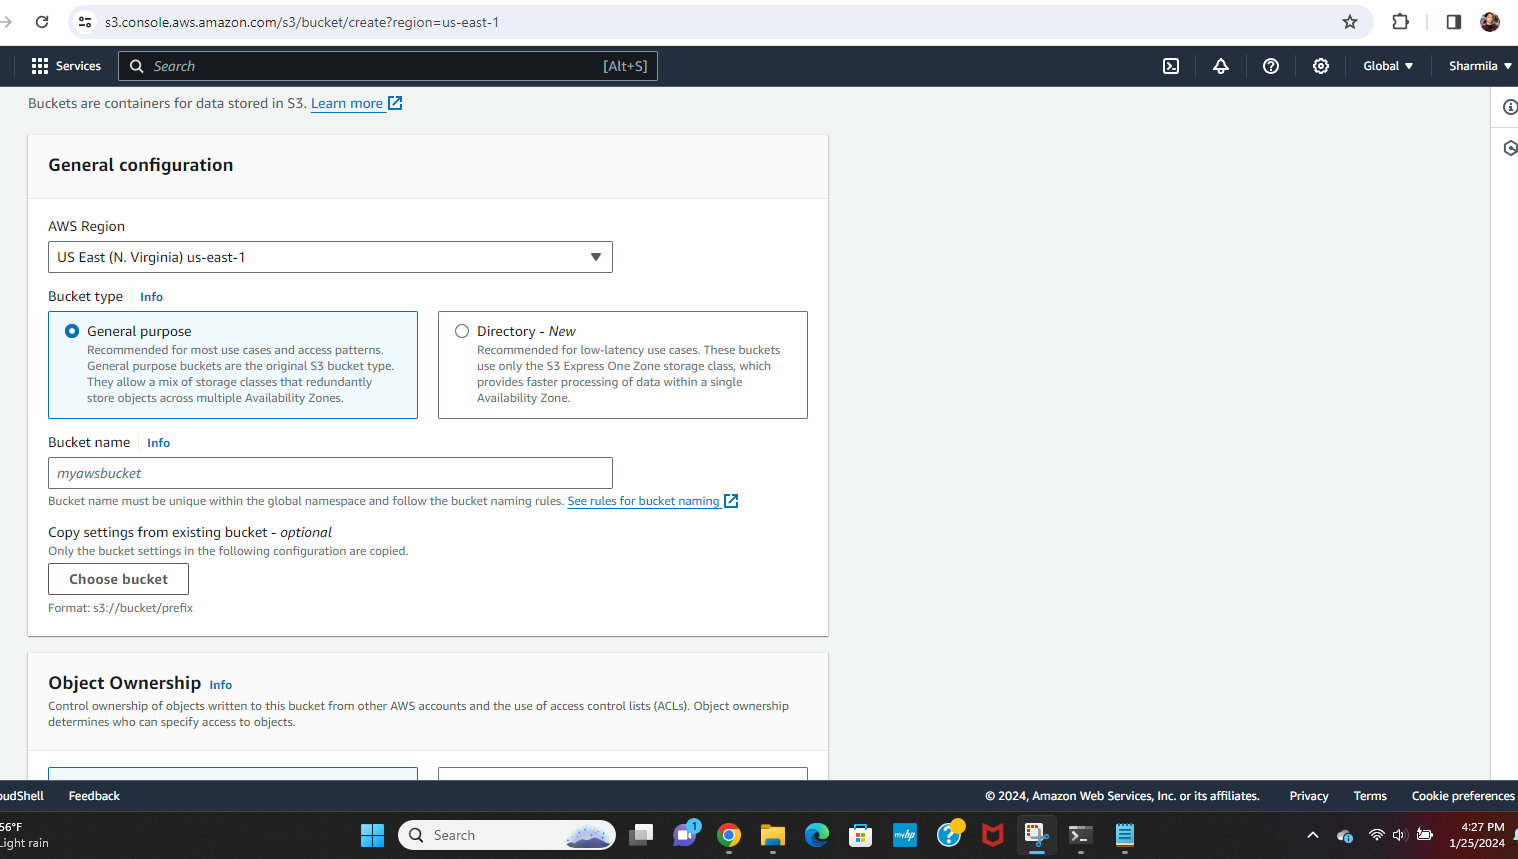 s3.console.aws.amazon.com/s3/bucket/create?region=us-east-1
Services
Search
[Alt+S]
Global
Sharmila
Buckets are containers for data stored in S3. Learn more
General configuration
AWS Region
US East (N. Virginia) us-east-1
Bucket type Info
General purpose
Recommended for most use cases and access patterns.
General purpose buckets are the original S3 bucket type.
They allow a mix of storage classes that redundantly
store objects across multiple Availability Zones.
Directory - New
Recommended for low-latency use cases. These buckets
use only the S3 Express One Zone storage class, which
provides faster processing of data within a single
Availability Zone.
Bucket name Info
myawsbucket
Bucket name must be unique within the global namespace and follow the bucket naming rules. See rules for bucket naming
Copy settings from existing bucket - optional
Only the bucket settings in the following configuration are copied.
Choose bucket
Format: s3://bucket/prefix
Object Ownership Info
Control ownership of objects written to this bucket from other AWS accounts and the use of access control lists (ACLs). Object ownership
determines who can specify access to objects.
oudShell
Feedback
© 2024, Amazon Web Services, Inc. or its affiliates.
Privacy
Terms
Cookie preferences
56°F
Light rain
Search
1
myhp
4:27 PM
1/25/2024